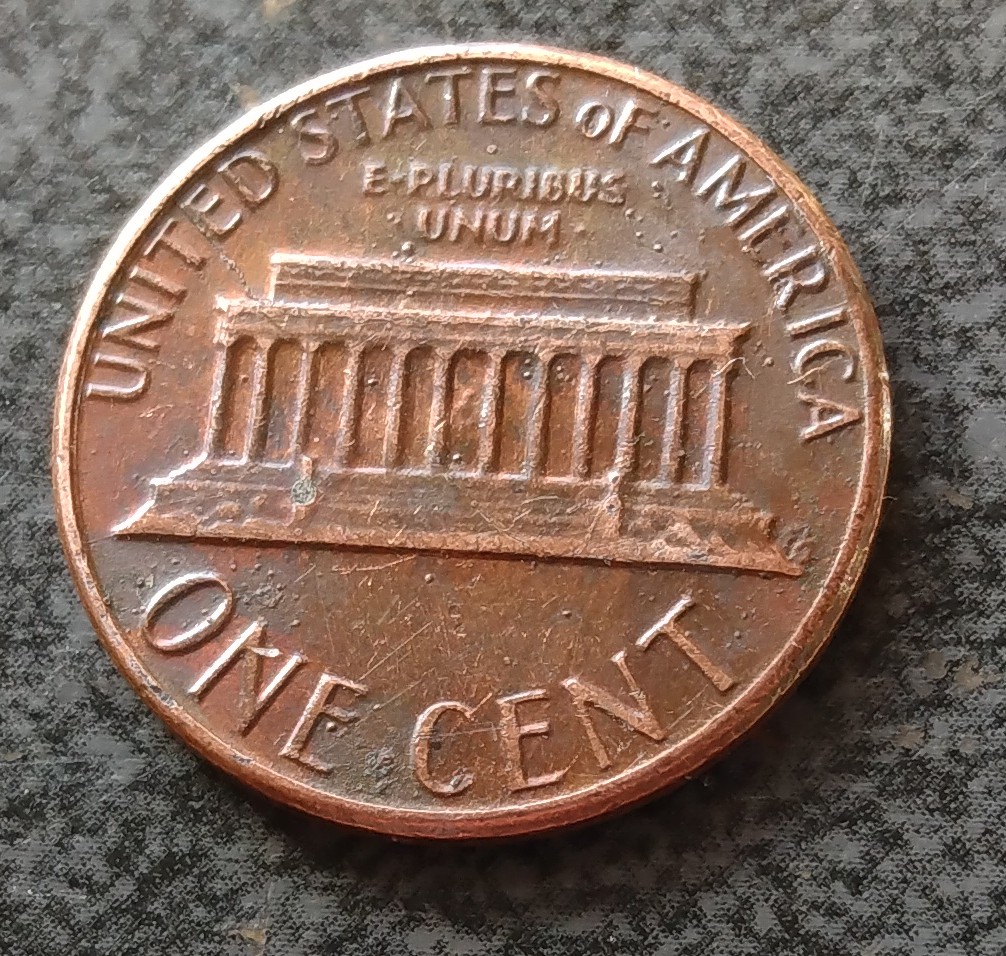 UNITED STATES oF AMERICA
E·PLURIBUS
UNUM
ONE CENT